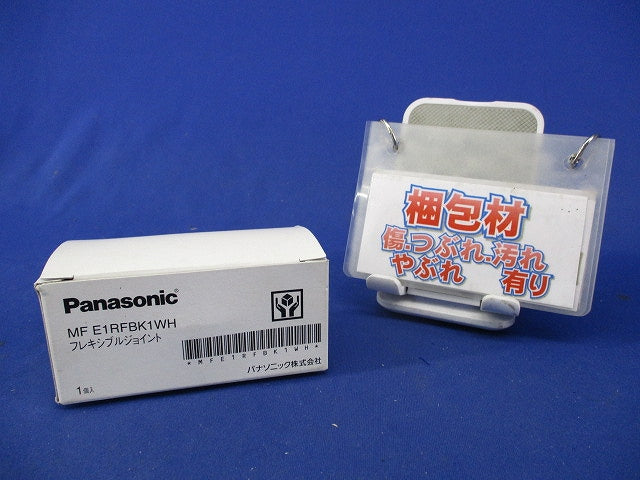 Panasonic®
MF E1RFBK1WH
フレキシブルジョイント
*MFE1RFBK1WH*
1個入
パナソニック株式会社
梱包材
傷.つぶれ.汚れ
やぶれ 有り